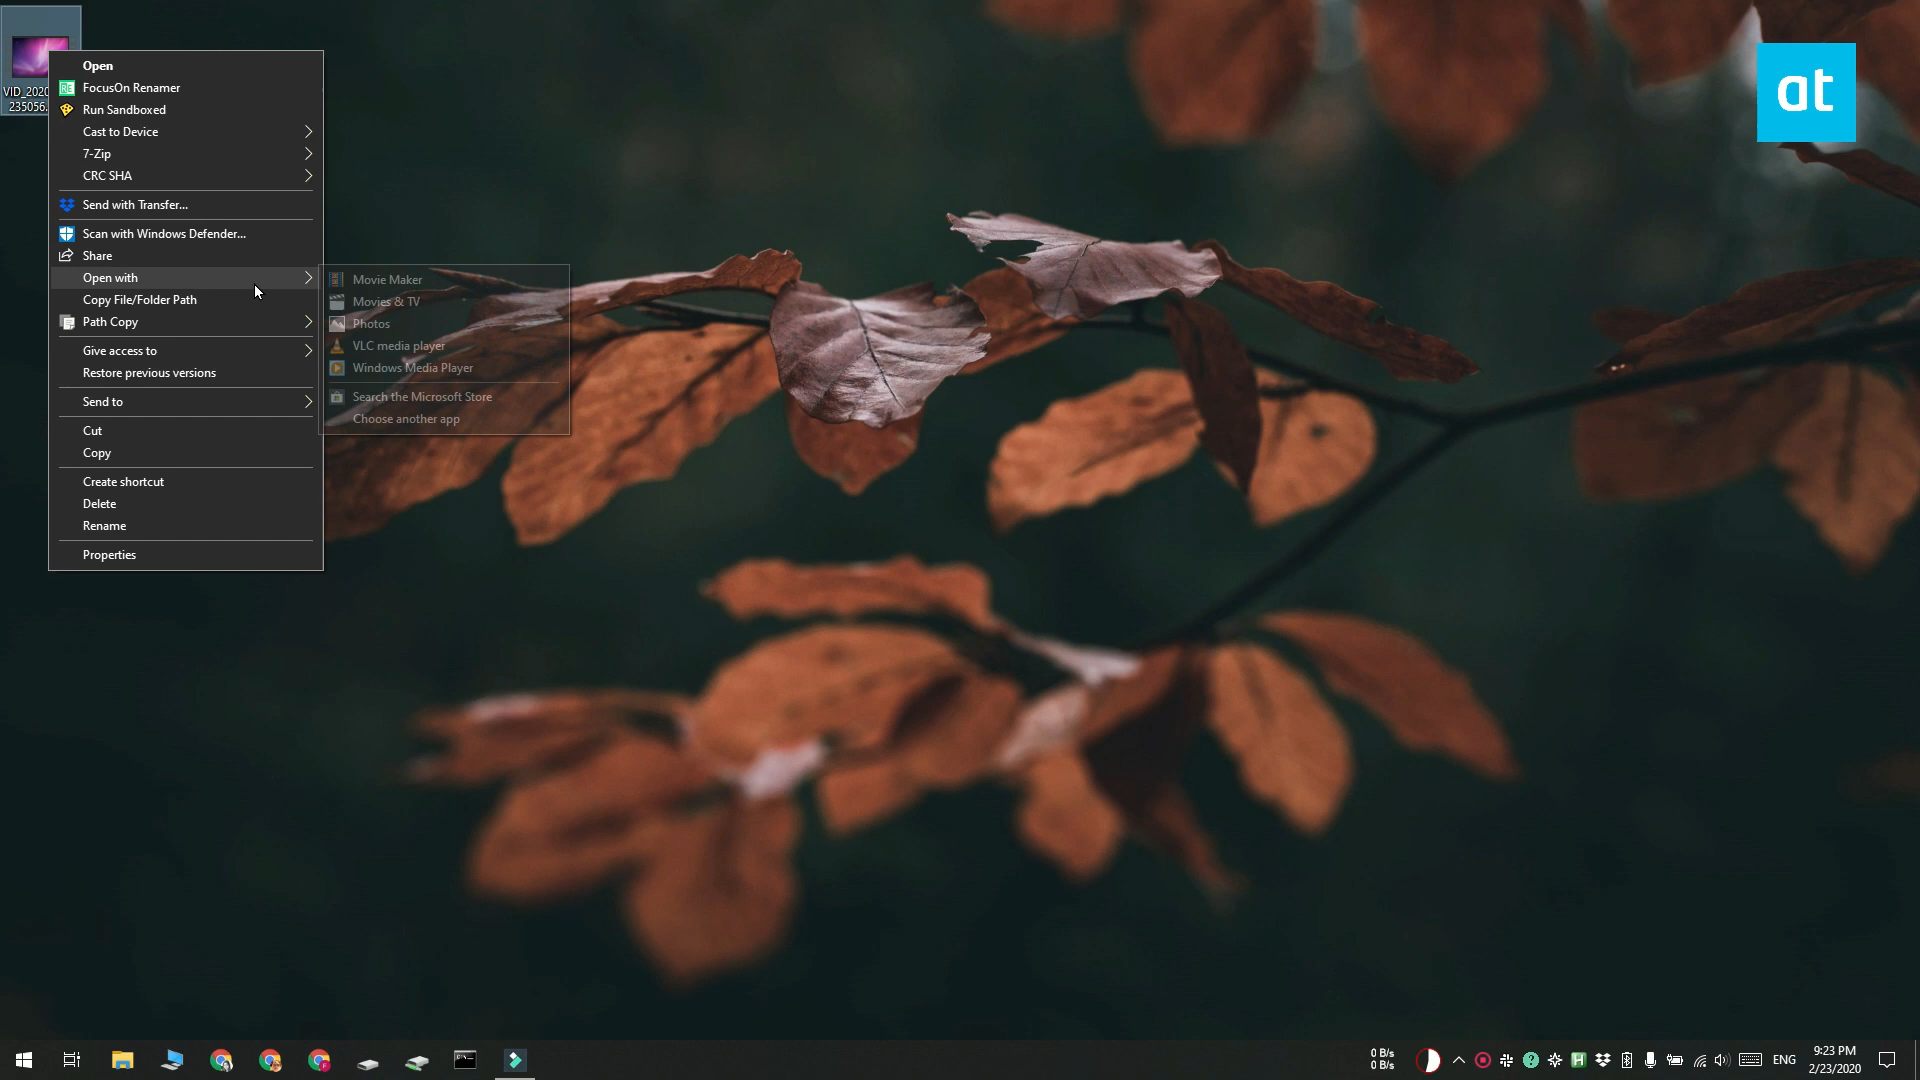 VID_2020
235056.
Open
RE
FocusOn Renamer
Run Sandboxed
Cast to Device
7-Zip
CRC SHA
Send with Transfer...
Scan with Windows Defender...
Share
Open with
Copy File/Folder Path
Path Copy
Give access to
Restore previous versions
Send to
Cut
Copy
Create shortcut
Delete
Rename
Properties
Movie Maker
Movies & TV
Photos
VLC media player
Windows Media Player
Search the Microsoft Store
Choose another app
at
0 B/s
0 B/s
ENG
9:23 PM
2/23/2020